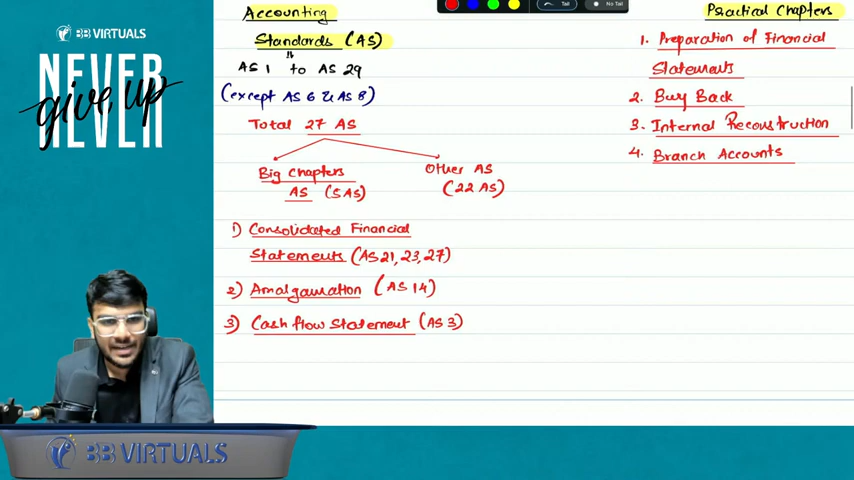 BB VIRTUALS
NEVER
give up
NEVER
BB VIRTUALS
Tail
No Tail
Accounting
Standards (AS)
AS 1 to AS 29
(except AS 6 & AS 8)
Total 27 AS
Big Chapters
AS (5 AS)
Other AS
(22 AS)
1) Consolidated Financial
Statements (AS 21, 23, 27)
2) Amalgamation (AS 14)
3) Cash flow Statement (AS 3)
Practical Chapters
1. Preparation of Financial
Statements
2. Buy Back
3. Internal Reconstruction
4. Branch Accounts